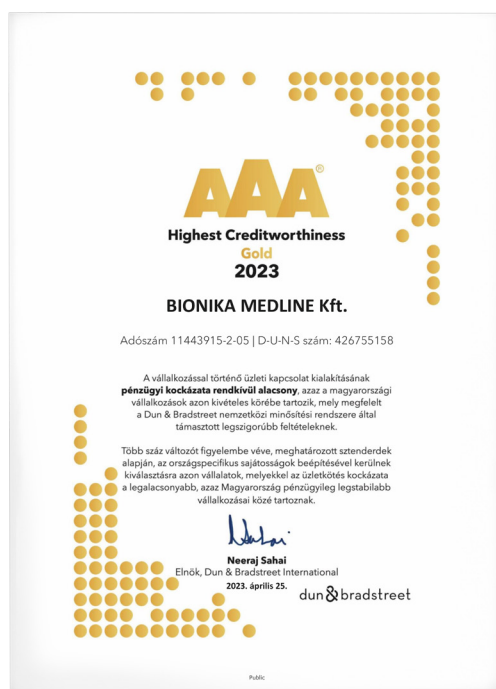 AAA®
Highest Creditworthiness
Gold
2023
BIONIKA MEDLINE Kft.
Adószám 11443915-2-05 | D-U-N-S szám: 426755158
A vállalkozással történő üzleti kapcsolat kialakításának
pénzügyi kockázata rendkívül alacsony, azaz a magyarországi
vállalkozások azon kivételes körébe tartozik, mely megfelelt
a Dun & Bradstreet nemzetközi minősítési rendszere által
támasztott legszigorúbb feltételeknek.
Több száz változót figyelembe véve, meghatározott sztenderdek
alapján, az országspecifikus sajátosságok beépítésével kerülnek
kiválasztásra azon vállalatok, melyekkel az üzletkötés kockázata
a legalacsonyabb, azaz Magyarország pénzügyileg legstabilabb
vállalkozásai közé tartoznak.
Neeraj Sahai
Elnök, Dun & Bradstreet International
2023. április 25.
dun & bradstreet
Public